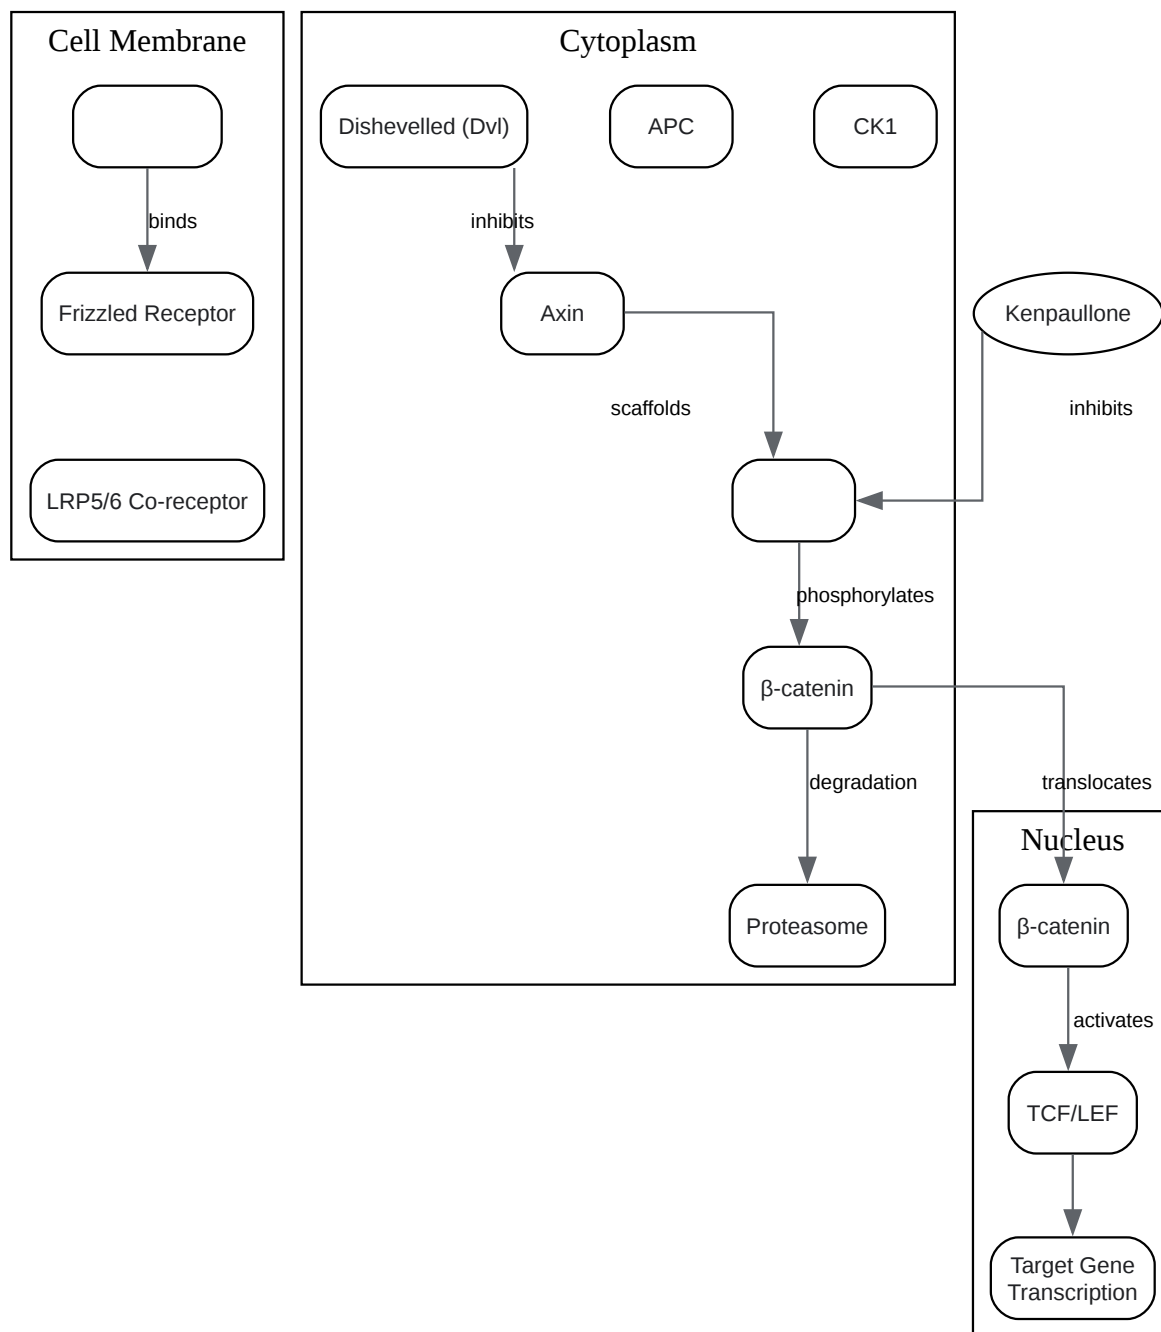 Cell Membrane
binds
Frizzled Receptor
LRP5/6 Co-receptor
Cytoplasm
Dishevelled (Dvl)
APC
CK1
inhibits
Axin
scaffolds
Kenpaullone
inhibits
phosphorylates
β-catenin
degradation
translocates
Proteasome
Nucleus
β-catenin
activates
TCF/LEF
Target Gene
Transcription